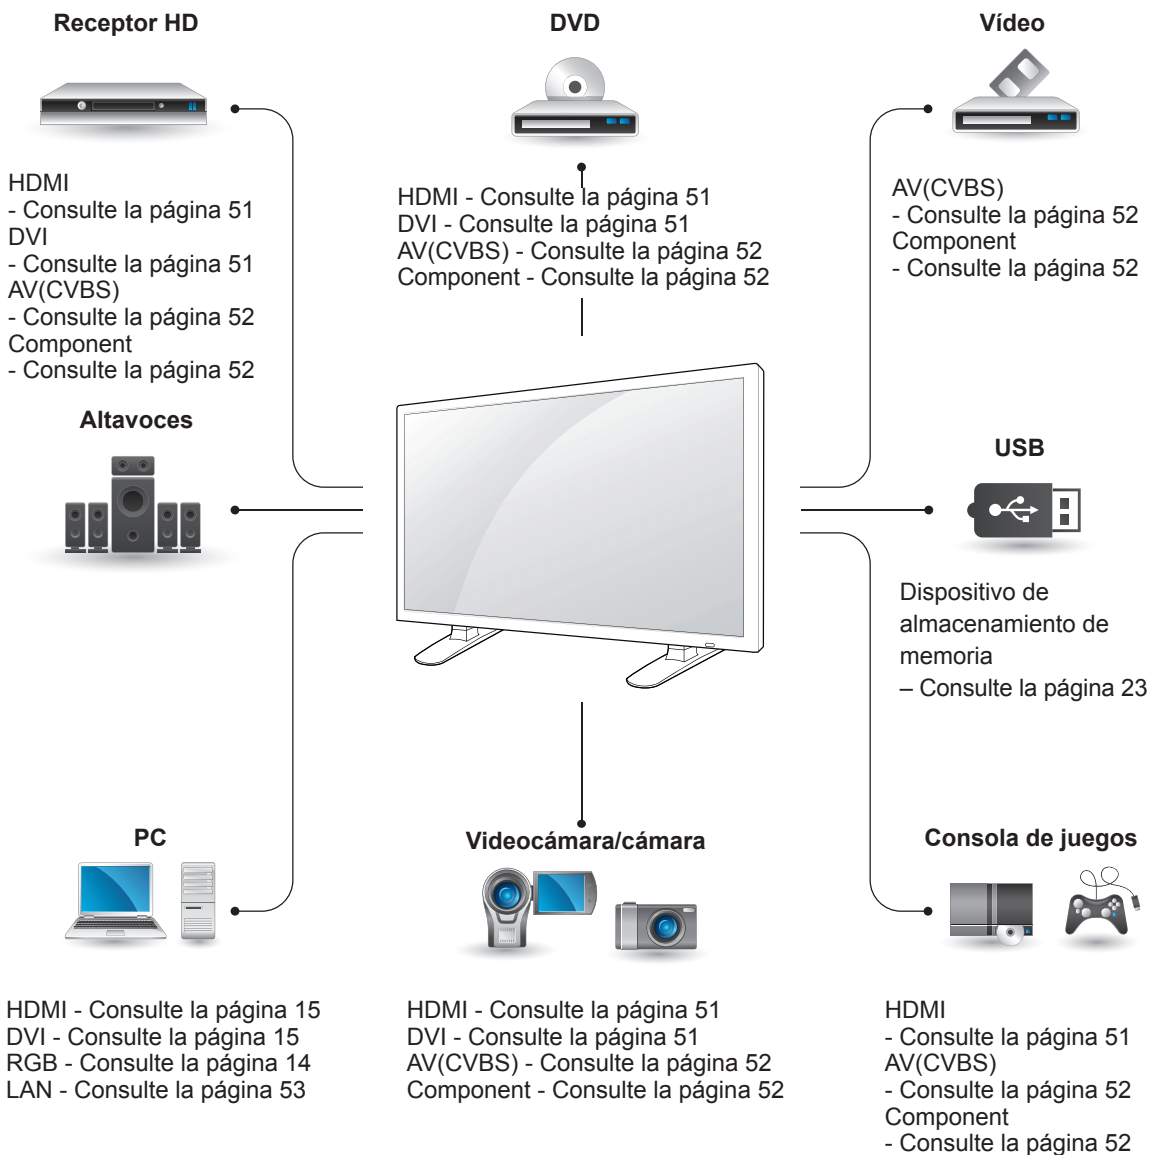 Receptor HD
HDMI
- Consulte la página 51
DVI
- Consulte la página 51
AV(CVBS)
- Consulte la página 52
Component
- Consulte la página 52
DVD
HDMI - Consulte la página 51
DVI - Consulte la página 51
AV(CVBS) - Consulte la página 52
Component - Consulte la página 52
Vídeo
AV(CVBS)
- Consulte la página 52
Component
- Consulte la página 52
Altavoces
USB
Dispositivo de
almacenamiento de
memoria
– Consulte la página 23
PC
HDMI - Consulte la página 15
DVI - Consulte la página 15
RGB - Consulte la página 14
LAN - Consulte la página 53
Videocámara/cámara
HDMI - Consulte la página 51
DVI - Consulte la página 51
AV(CVBS) - Consulte la página 52
Component - Consulte la página 52
Consola de juegos
HDMI
- Consulte la página 51
AV(CVBS)
- Consulte la página 52
Component
- Consulte la página 52